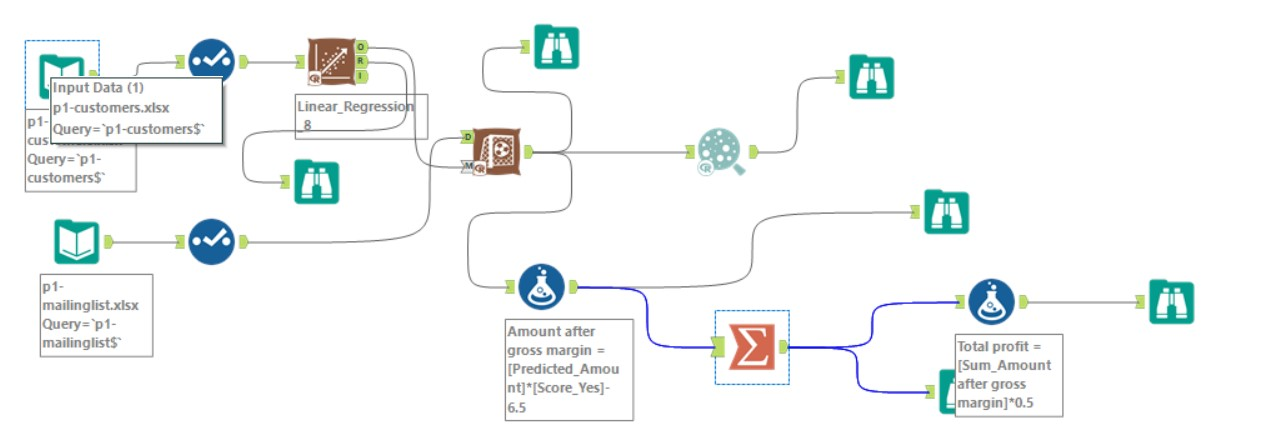 Input Data (1)
p1-customers.xlsx
Query=`p1-customers$`
p1-
Query=`p1-
customers$`
Linear_Regression
_8
O
R
I
D
M
R
R
R
p1-
mailinglist.xlsx
Query=`p1-
mailinglist$`
Amount after
gross margin =
[Predicted_Amou
nt]*[Score_Yes]-
6.5
Σ
Total profit =
[Sum_Amount
after gross
margin]*0.5